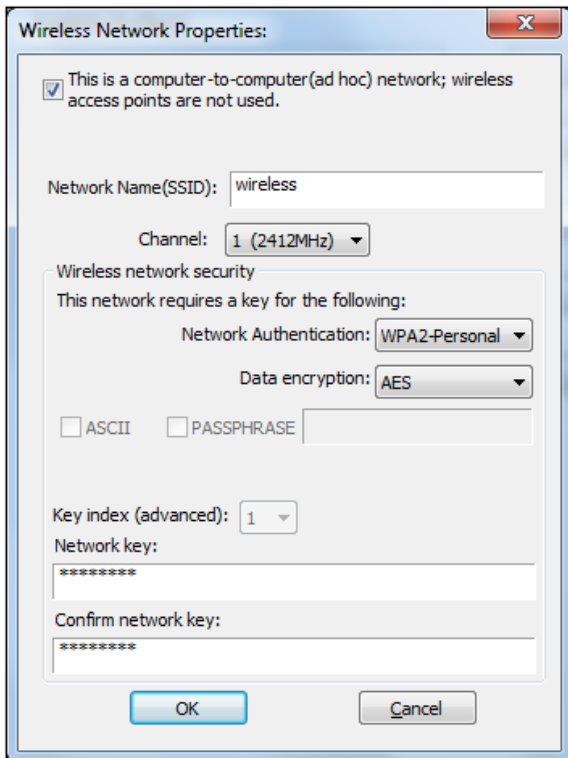 Wireless Network Properties:
This is a computer-to-computer(ad hoc) network; wireless
access points are not used.
Network Name(SSID): wireless
Channel: 1 (2412MHz)
Wireless network security
This network requires a key for the following:
Network Authentication: WPA2-Personal
Data encryption: AES
ASCII PASSPHRASE
Key index (advanced): 1
Network key:
********
Confirm network key:
********
OK Cancel